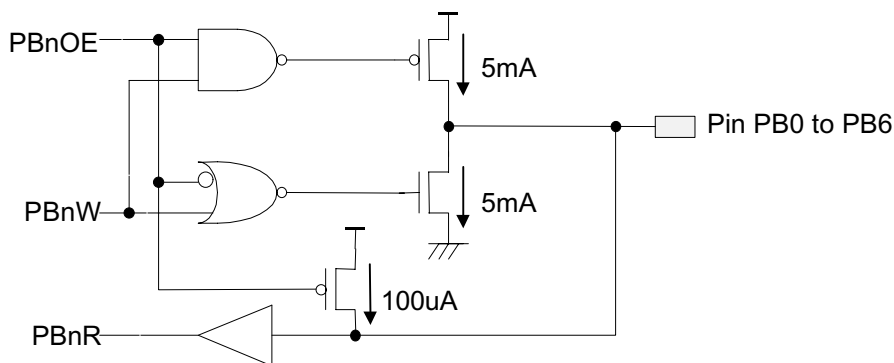 PBnOE
5mA
Pin PB0 to PB6
PBnW
5mA
100uA
PBnR